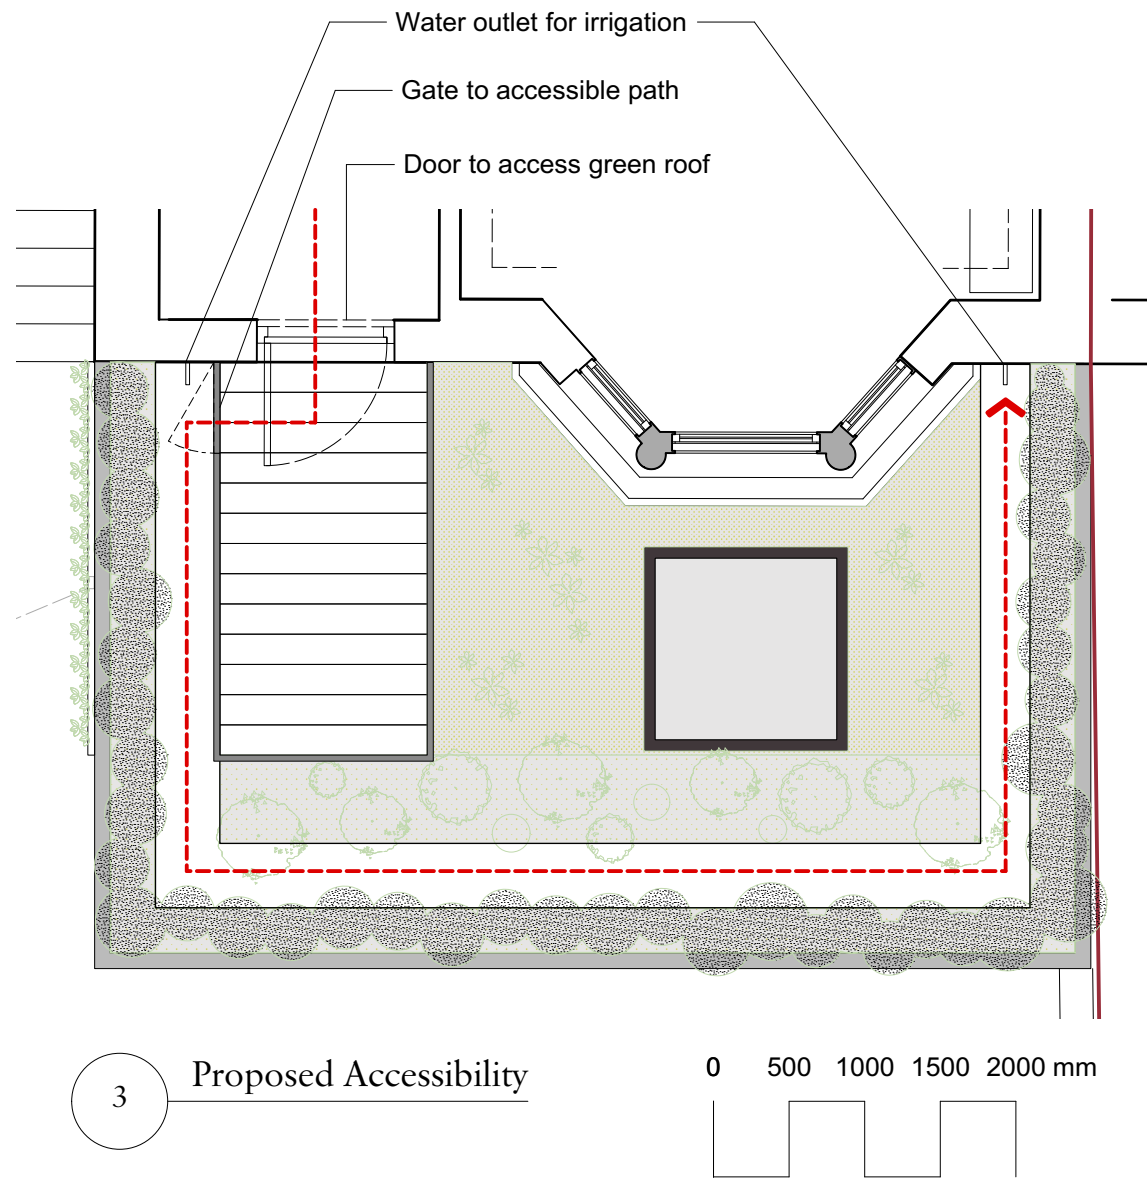 Water outlet for irrigation
Gate to accessible path
Door to access green roof
3 Proposed Accessibility
0 500 1000 1500 2000 mm